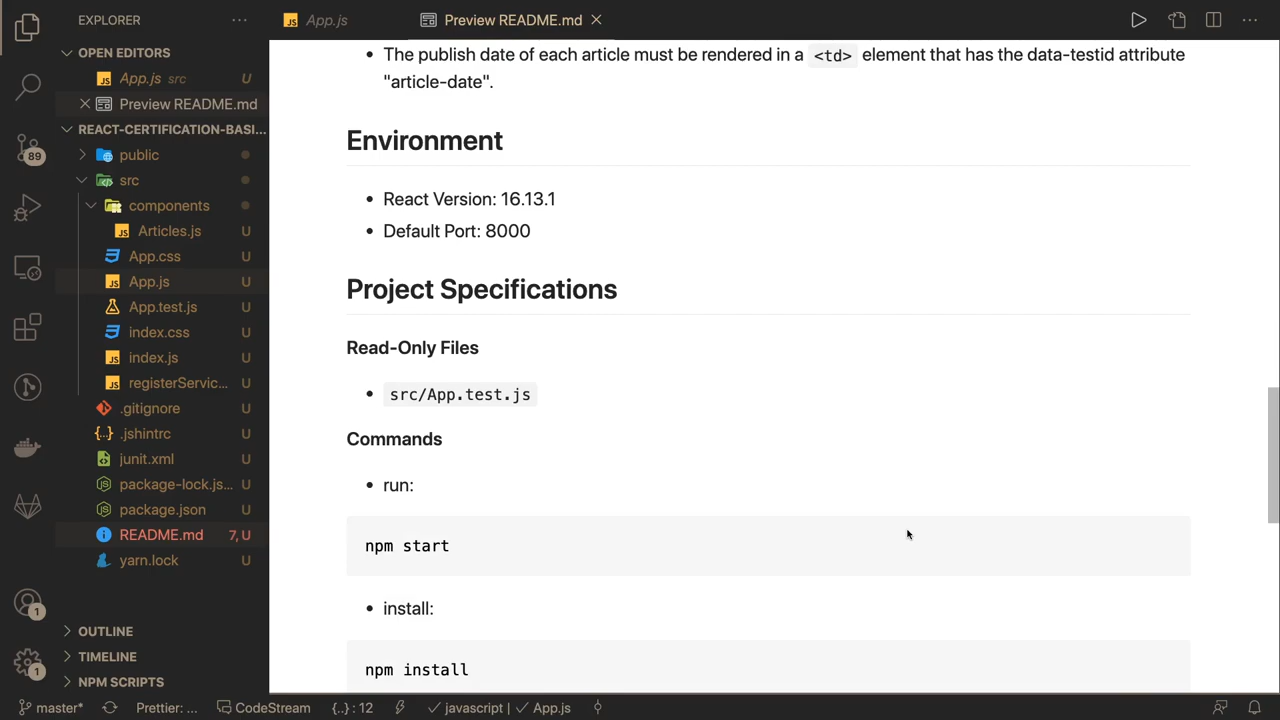 EXPLORER
App.js
Preview README.md
OPEN EDITORS
App.js src U
Preview README.md
REACT-CERTIFICATION-BASI...
public
src
components
Articles.js U
App.css U
App.js U
App.test.js U
index.css U
index.js U
registerServic... U
.gitignore U
.jshintrc U
junit.xml U
package-lock.js... U
package.json U
README.md 7, U
yarn.lock U
OUTLINE
TIMELINE
NPM SCRIPTS
89
1
1
The publish date of each article must be rendered in a <td> element that has the data-testid attribute
"article-date".
Environment
React Version: 16.13.1
Default Port: 8000
Project Specifications
Read-Only Files
src/App.test.js
Commands
run:
npm start
install:
npm install
master* Prettier: ... CodeStream {..} : 12 javascript | App.js